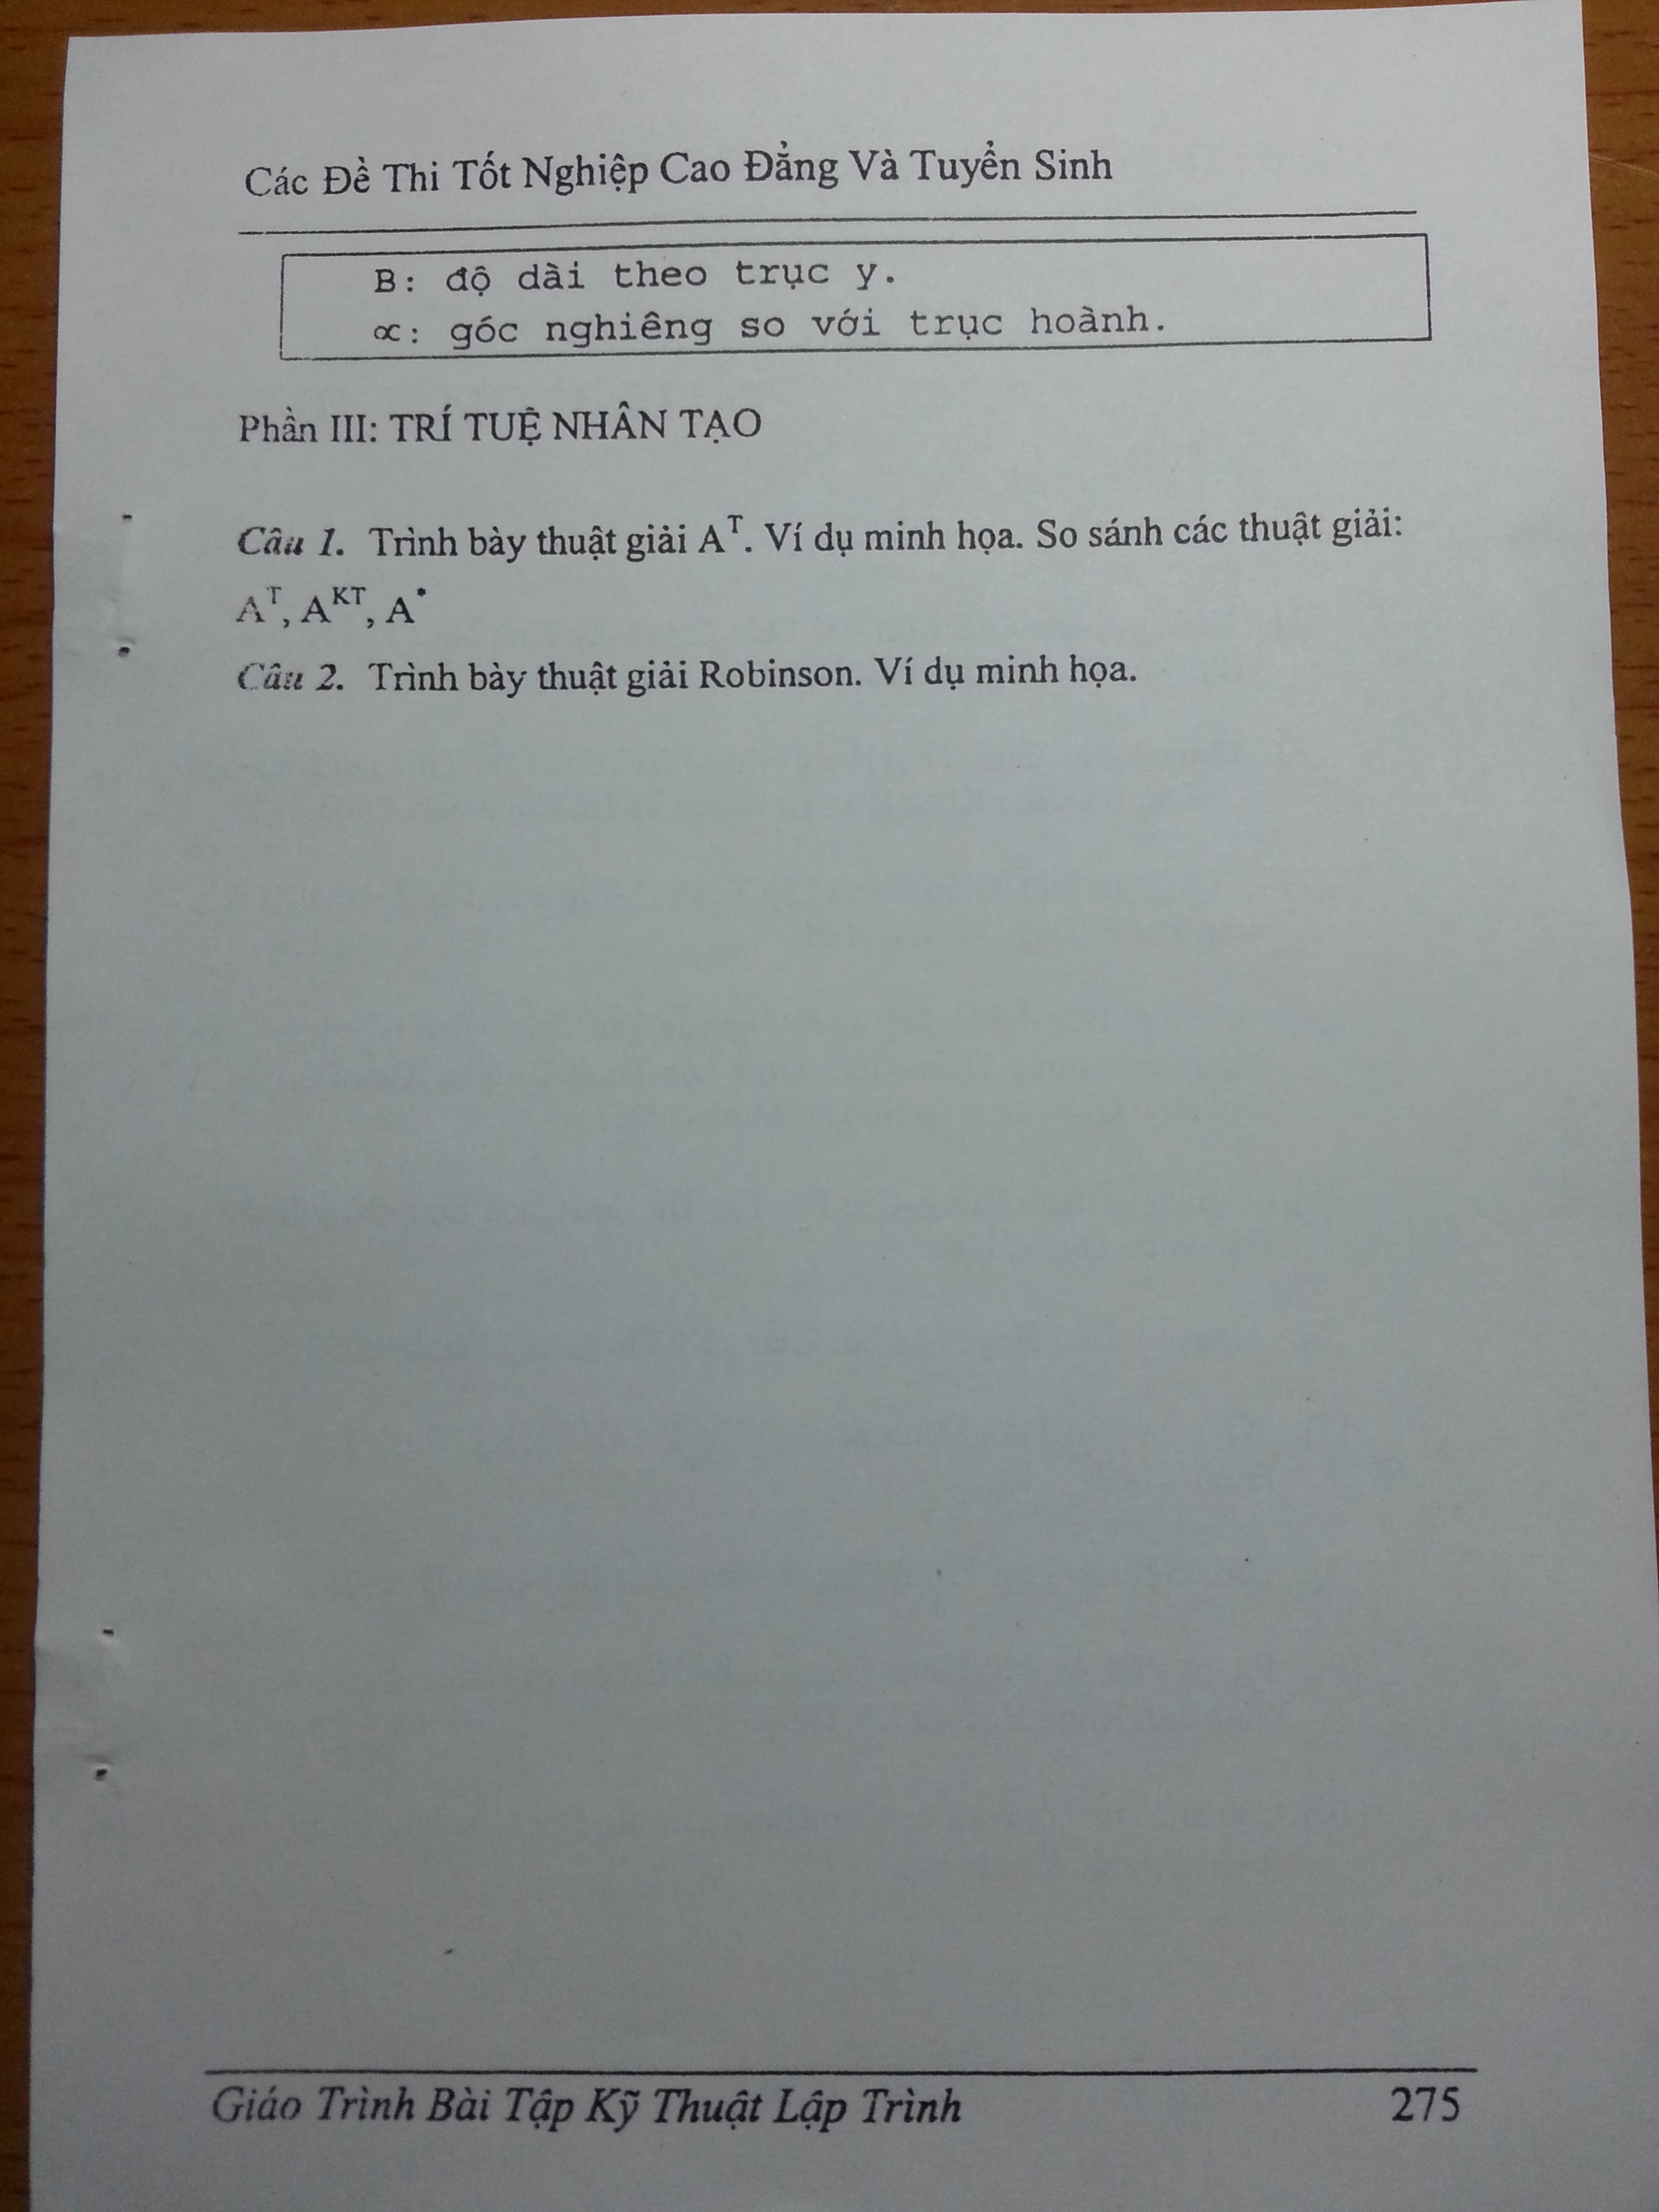 Các Đề Thi Tốt Nghiệp Cao Đẳng Và Tuyển Sinh
B: độ dài theo trục y.
∝: góc nghiêng so với trục hoành.
Phần III: TRÍ TUỆ NHÂN TẠO
Câu 1. Trình bày thuật giải Aᵀ. Ví dụ minh họa. So sánh các thuật giải:
Aᵀ, Aᴷᵀ, A*
Câu 2. Trình bày thuật giải Robinson. Ví dụ minh họa.
Giáo Trình Bài Tập Kỹ Thuật Lập Trình 275